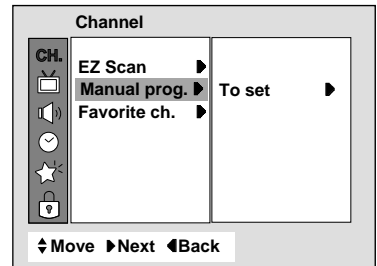 Channel
CH.
EZ Scan
Manual prog. To set
Favorite ch.
Move Next Back